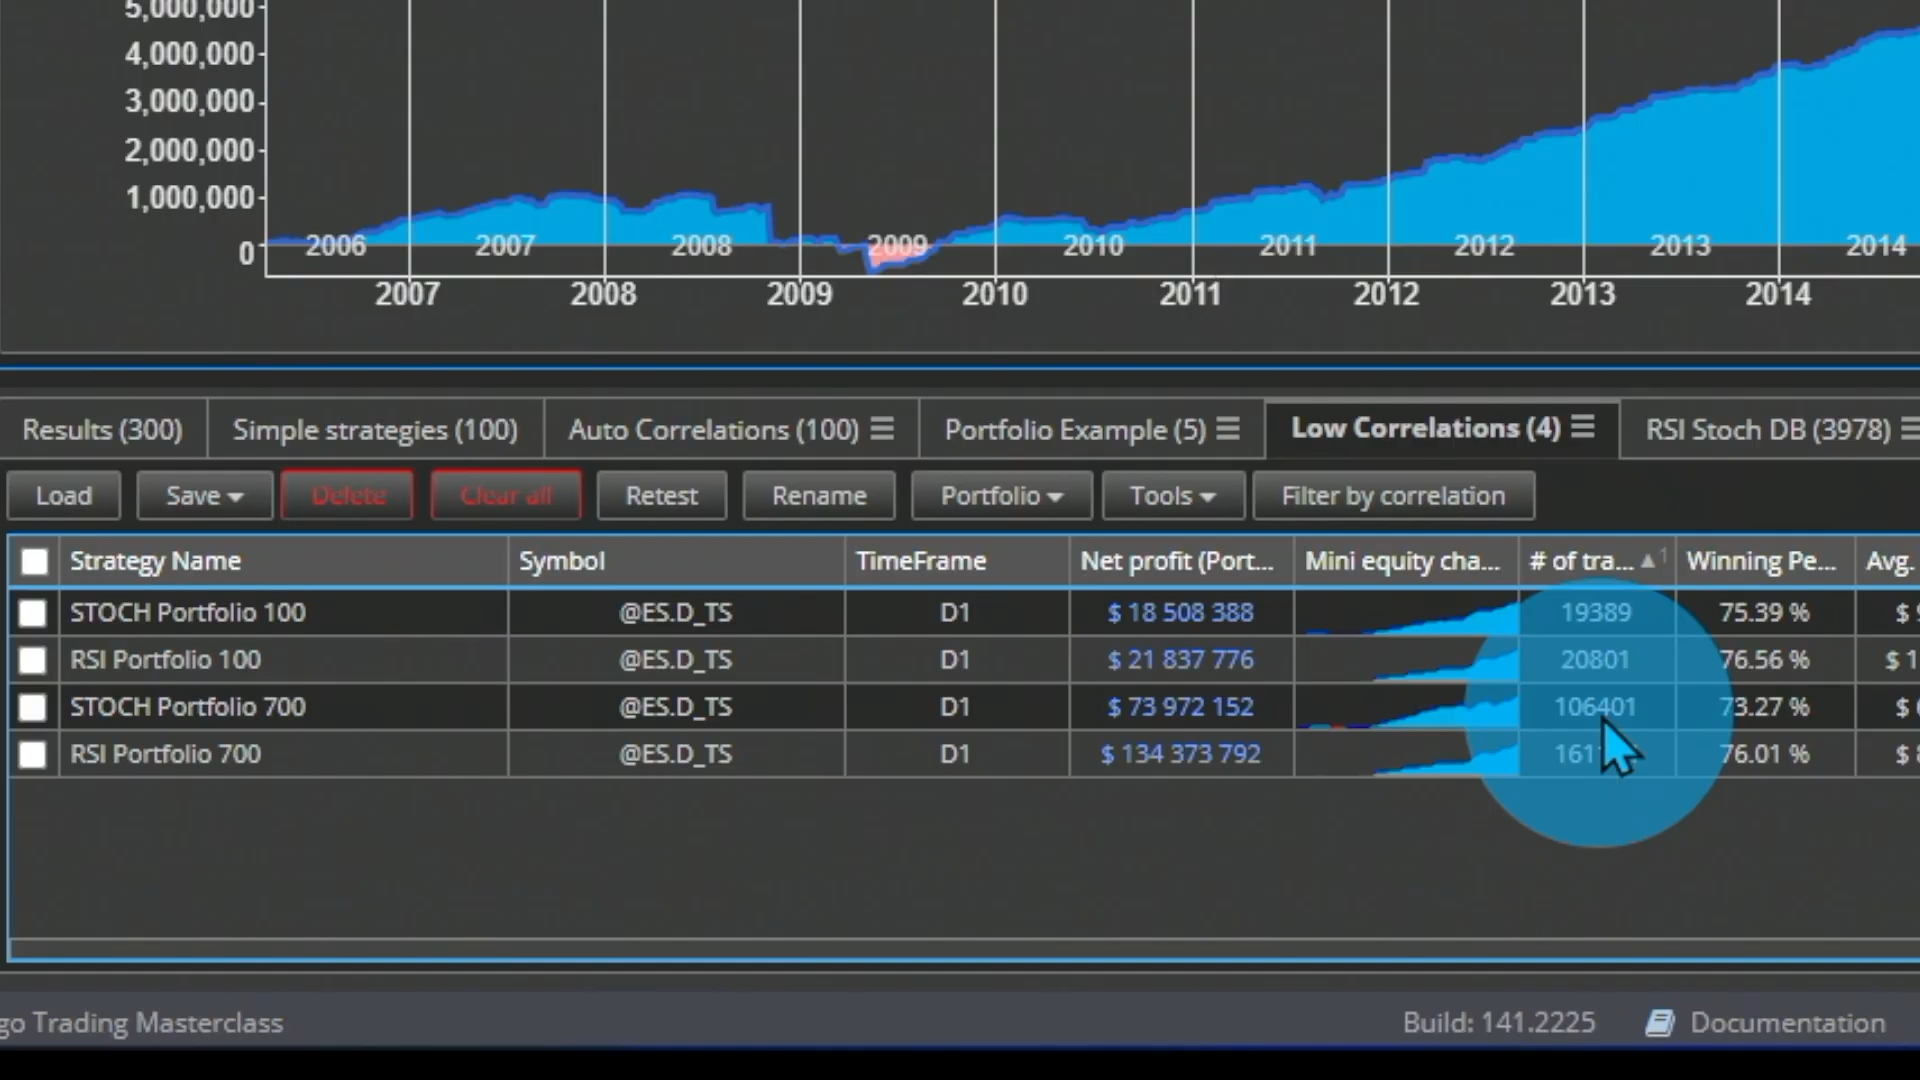 5,000,000
4,000,000
3,000,000
2,000,000
1,000,000
0
2006 2007 2008 2009 2010 2011 2012 2013 2014
2007 2008 2009 2010 2011 2012 2013 2014
Results (300) Simple strategies (100) Auto Correlations (100) Portfolio Example (5) Low Correlations (4) RSI Stoch DB (3978)
Load Save Delete Clear all Retest Rename Portfolio Tools Filter by correlation
Strategy Name Symbol TimeFrame Net profit (Port... Mini equity cha... # of tra... 1 Winning Pe... Avg.
STOCH Portfolio 100 @ES.D_TS D1 $ 18 508 388 19389 75.39 % $
RSI Portfolio 100 @ES.D_TS D1 $ 21 837 776 20801 76.56 % $ 1
STOCH Portfolio 700 @ES.D_TS D1 $ 73 972 152 106401 73.27 % $
RSI Portfolio 700 @ES.D_TS D1 $ 134 373 792 76.01 % $
go Trading Masterclass Build: 141.2225 Documentation